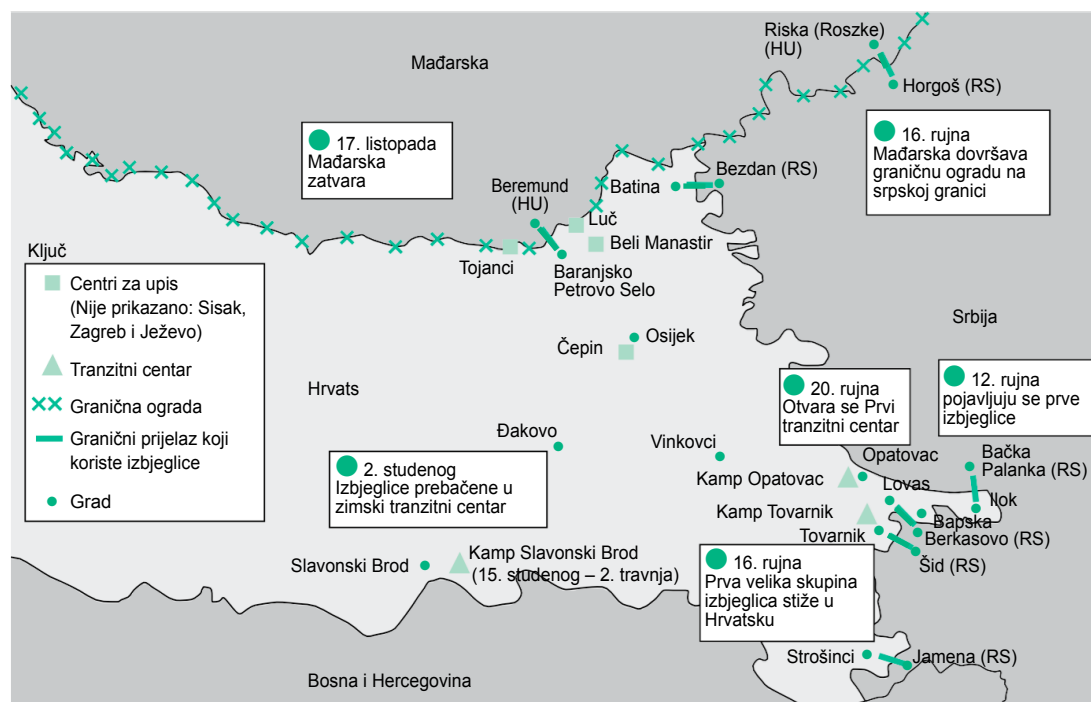 Riska (Roszke)
(HU)
Mađarska
Horgoš (RS)
17. listopada
Mađarska
zatvara
16. rujna
Mađarska dovršava
graničnu ogradu na
srpskoj granici
Beremund
(HU)
Batina
Bezdan (RS)
Luč
Beli Manastir
Tojanci
Baranjsko
Petrovo Selo
Ključ
Centri za upis
(Nije prikazano: Sisak,
Zagreb i Ježevo)
Tranzitni centar
Granična ograda
Granični prijelaz koji
koriste izbjeglice
Grad
Srbija
Osijek
Čepin
Hrvats
20. rujna
Otvara se Prvi
tranzitni centar
12. rujna
pojavljuju se prve
izbjeglice
Đakovo
Vinkovci
2. studenog
Izbjeglice prebačene u
zimski tranzitni centar
Opatovac
Kamp Opatovac
Bačka
Palanka (RS)
Lovas
Ilok
Kamp Tovarnik
Bapska
Tovarnik
Berkasovo (RS)
Šid (RS)
Slavonski Brod
Kamp Slavonski Brod
(15. studenog – 2. travnja)
16. rujna
Prva velika skupina
izbjeglica stiže u
Hrvatsku
Strošinci
Jamena (RS)
Bosna i Hercegovina